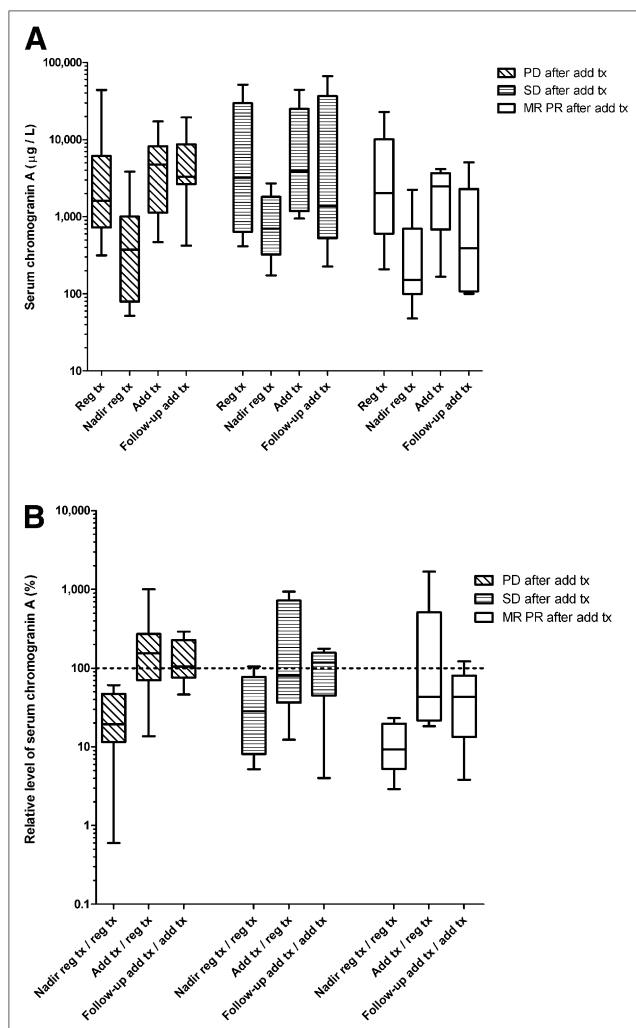 A
Serum chromogranin A (µg / L)
100,000
10,000
1,000
100
10
PD after add tx
SD after add tx
MR PR after add tx
Reg tx
Nadir reg tx
Add tx
Follow-up add tx
Reg tx
Nadir reg tx
Add tx
Follow-up add tx
Reg tx
Nadir reg tx
Add tx
Follow-up add tx
B
Relative level of serum chromogranin A (%)
10,000
1,000
100
10
1
0.1
PD after add tx
SD after add tx
MR PR after add tx
Nadir reg tx / reg tx
Add tx / reg tx
Follow-up add tx / add tx
Nadir reg tx / reg tx
Add tx / reg tx
Follow-up add tx / add tx
Nadir reg tx / reg tx
Add tx / reg tx
Follow-up add tx / add tx